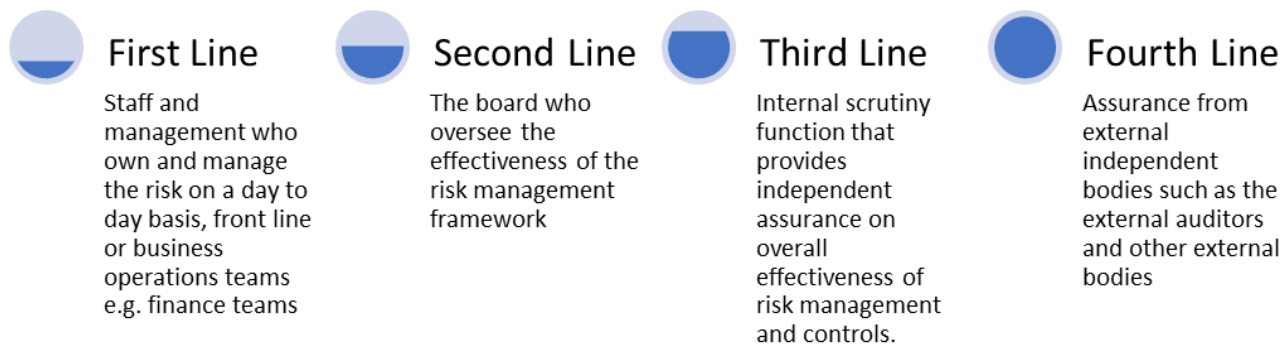 First Line
Staff and
management who
own and manage
the risk on a day to
day basis, front line
or business
operations teams
e.g. finance teams
Second Line
The board who
oversee the
effectiveness of the
risk management
framework
Third Line
Internal scrutiny
function that
provides
independent
assurance on
overall
effectiveness of
risk management
and controls.
Fourth Line
Assurance from
external
independent
bodies such as the
external auditors
and other external
bodies